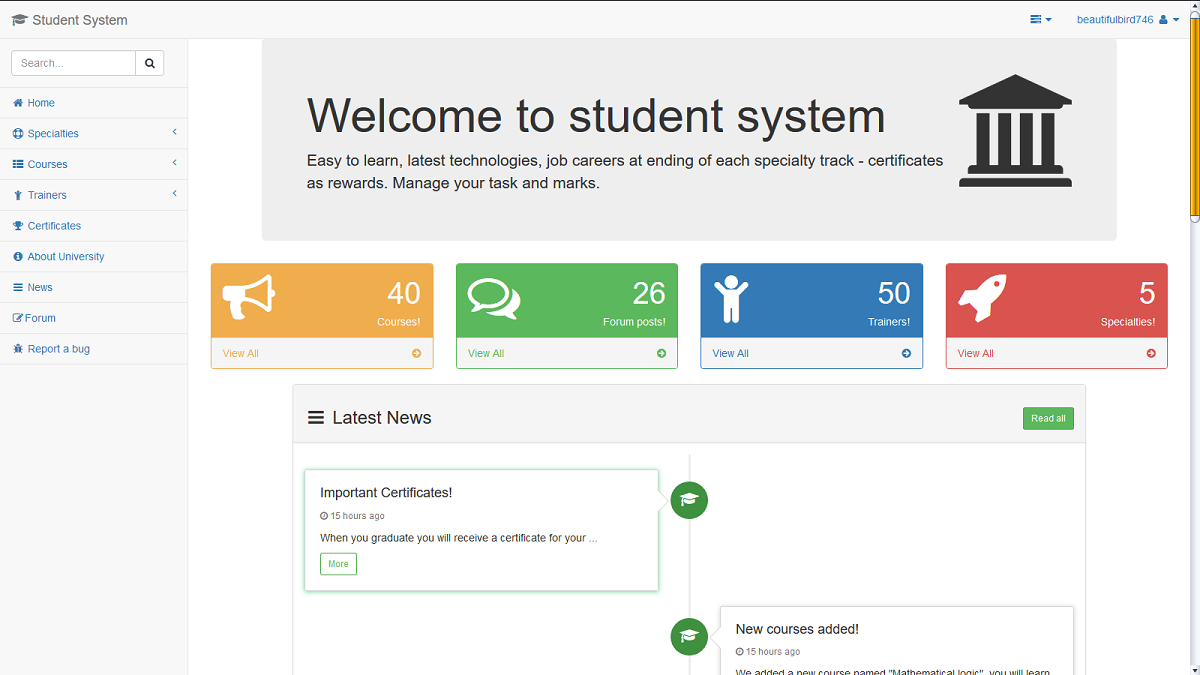 Student System
beautifulbird746
Search...
Home
Specialties
Courses
Trainers
Certificates
About University
News
Forum
Report a bug
Welcome to student system
Easy to learn, latest technologies, job careers at ending of each specialty track - certificates
as rewards. Manage your task and marks.
40
Courses!
View All
26
Forum posts!
View All
50
Trainers!
View All
5
Specialties!
View All
Latest News
Read all
Important Certificates!
15 hours ago
When you graduate you will receive a certificate for your ...
More
New courses added!
15 hours ago
We added a new course named "Mathematical logic", you will learn